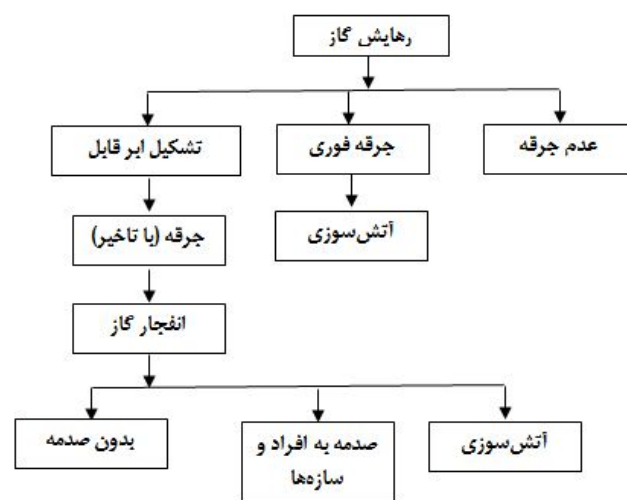 رهایش گاز
عدم جرقه
جرقه فوری
تشکیل ابر قابل
آتش‌سوزی
جرقه (با تاخیر)
انفجار گاز
آتش‌سوزی
صدمه به افراد و
سازه‌ها
بدون صدمه